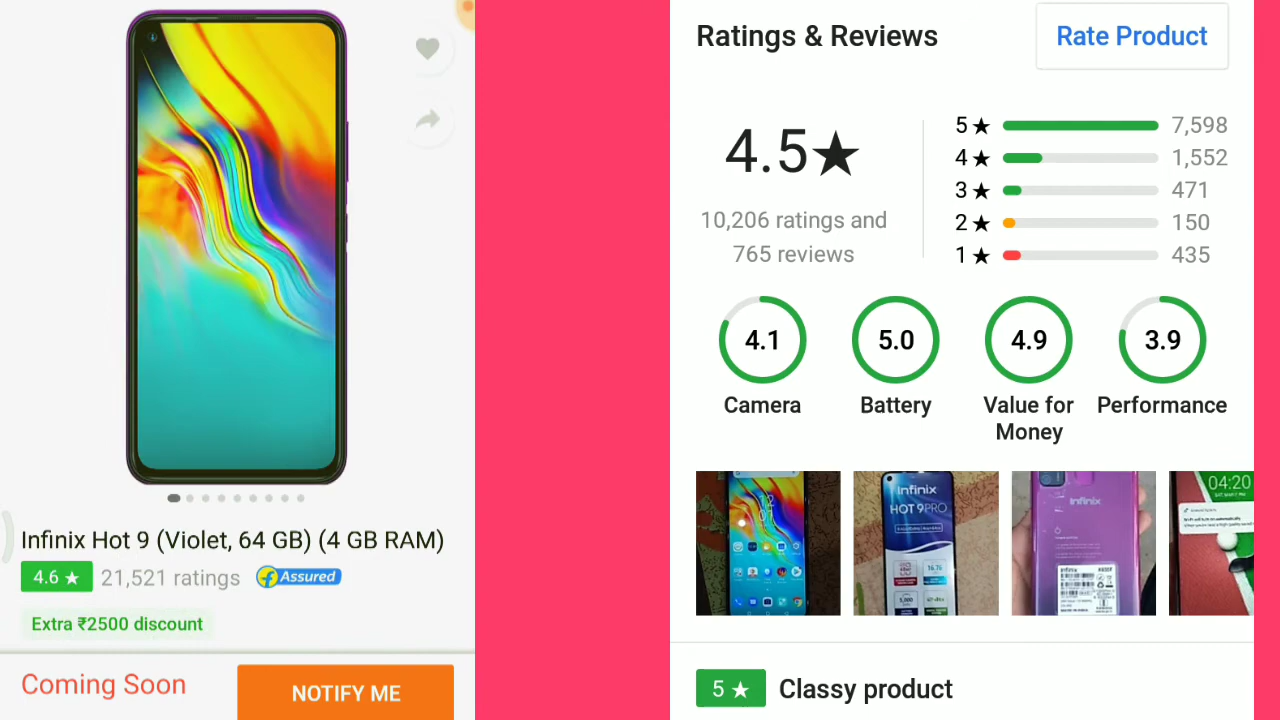 Infinix Hot 9 (Violet, 64 GB) (4 GB RAM)
4.6 ★ 21,521 ratings f Assured
Extra ₹2500 discount
Coming Soon
NOTIFY ME
Ratings & Reviews
Rate Product
4.5★
10,206 ratings and
765 reviews
5 ★ 7,598
4 ★ 1,552
3 ★ 471
2 ★ 150
1 ★ 435
4.1
Camera
5.0
Battery
4.9
Value for
Money
3.9
Performance
Infinix
HOT 9PRO
Infinix
04:20
5 ★ Classy product